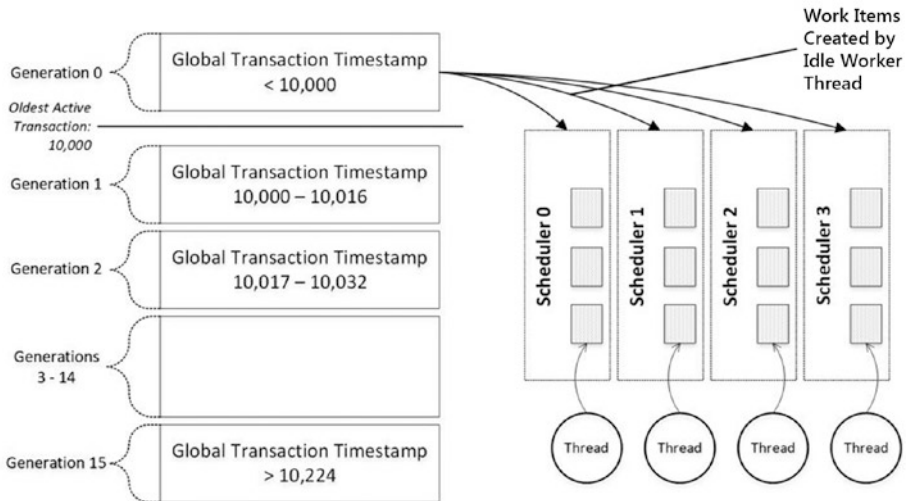 Work Items
Created by
Idle Worker
Thread
Generation 0
Global Transaction Timestamp
< 10,000
Oldest Active
Transaction:
10,000
Generation 1
Global Transaction Timestamp
10,000 – 10,016
Generation 2
Global Transaction Timestamp
10,017 – 10,032
Generations
3 - 14
Generation 15
Global Transaction Timestamp
> 10,224
Scheduler 0
Scheduler 1
Scheduler 2
Scheduler 3
Thread
Thread
Thread
Thread